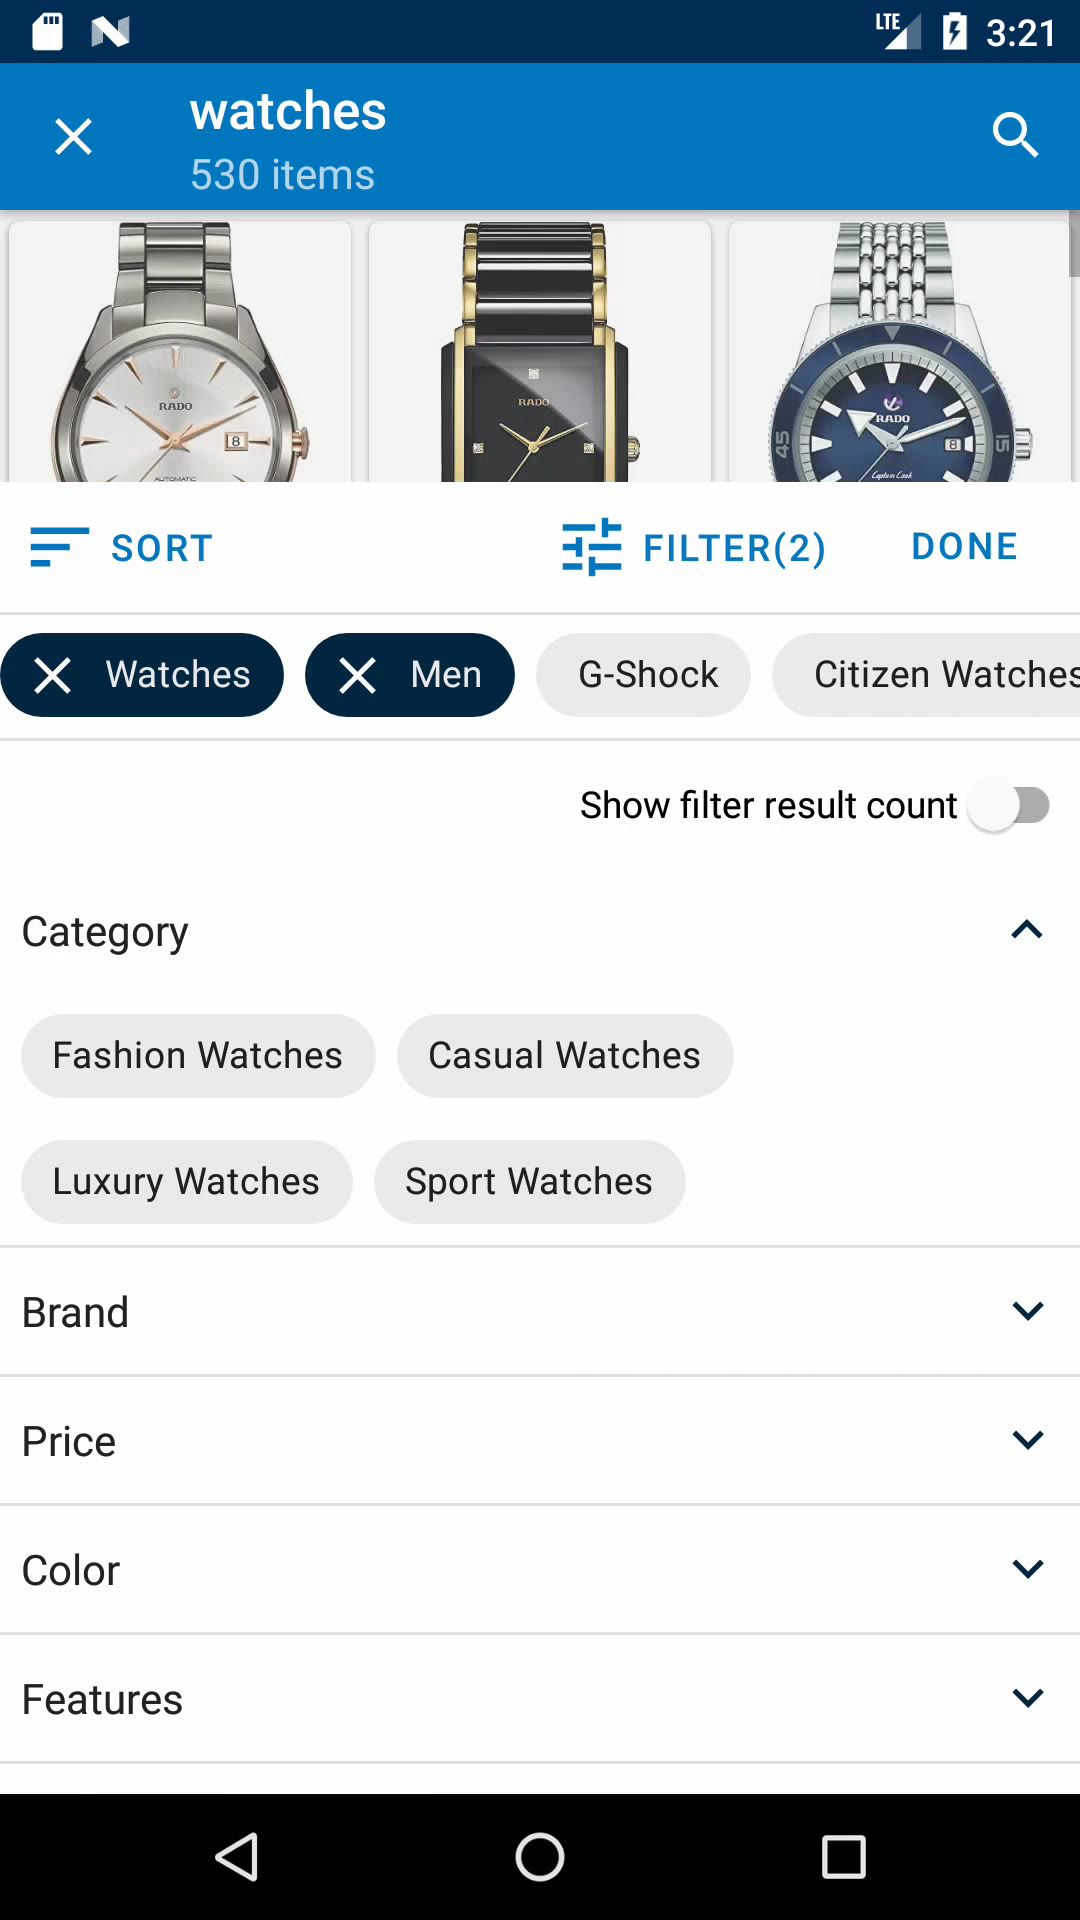 LTE 3:21
watches
530 items
RADO
8
AUTOMATIC
RADO
45
RADO
8
15
Captain Cook
SORT
FILTER(2)
DONE
Watches
Men
G-Shock
Citizen Watches
Show filter result count
Category
Fashion Watches
Casual Watches
Luxury Watches
Sport Watches
Brand
Price
Color
Features